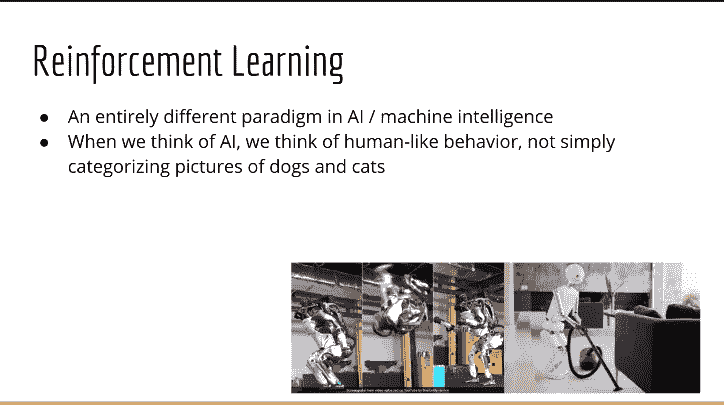 Reinforcement Learning
● An entirely different paradigm in AI / machine intelligence
● When we think of AI, we think of human-like behavior, not simply
categorizing pictures of dogs and cats